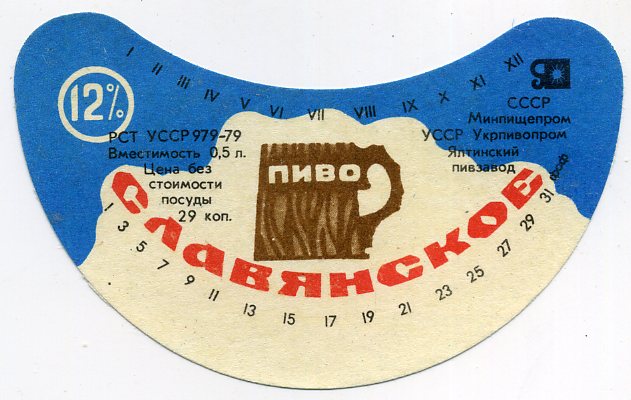 I II III IV V VI VII VIII IX X XI XII
12%
РСТ УССР 979-79
Вместимость 0,5 л.
Цена без
стоимости
посуды
29 коп.
СССР
Минпищепром
УССР Укрпивопром
Ялтинский
пивзавод
ПИВО
СЛАВЯНСКОЕ
1 3 5 7 9 11 13 15 17 19 21 23 25 27 29 31